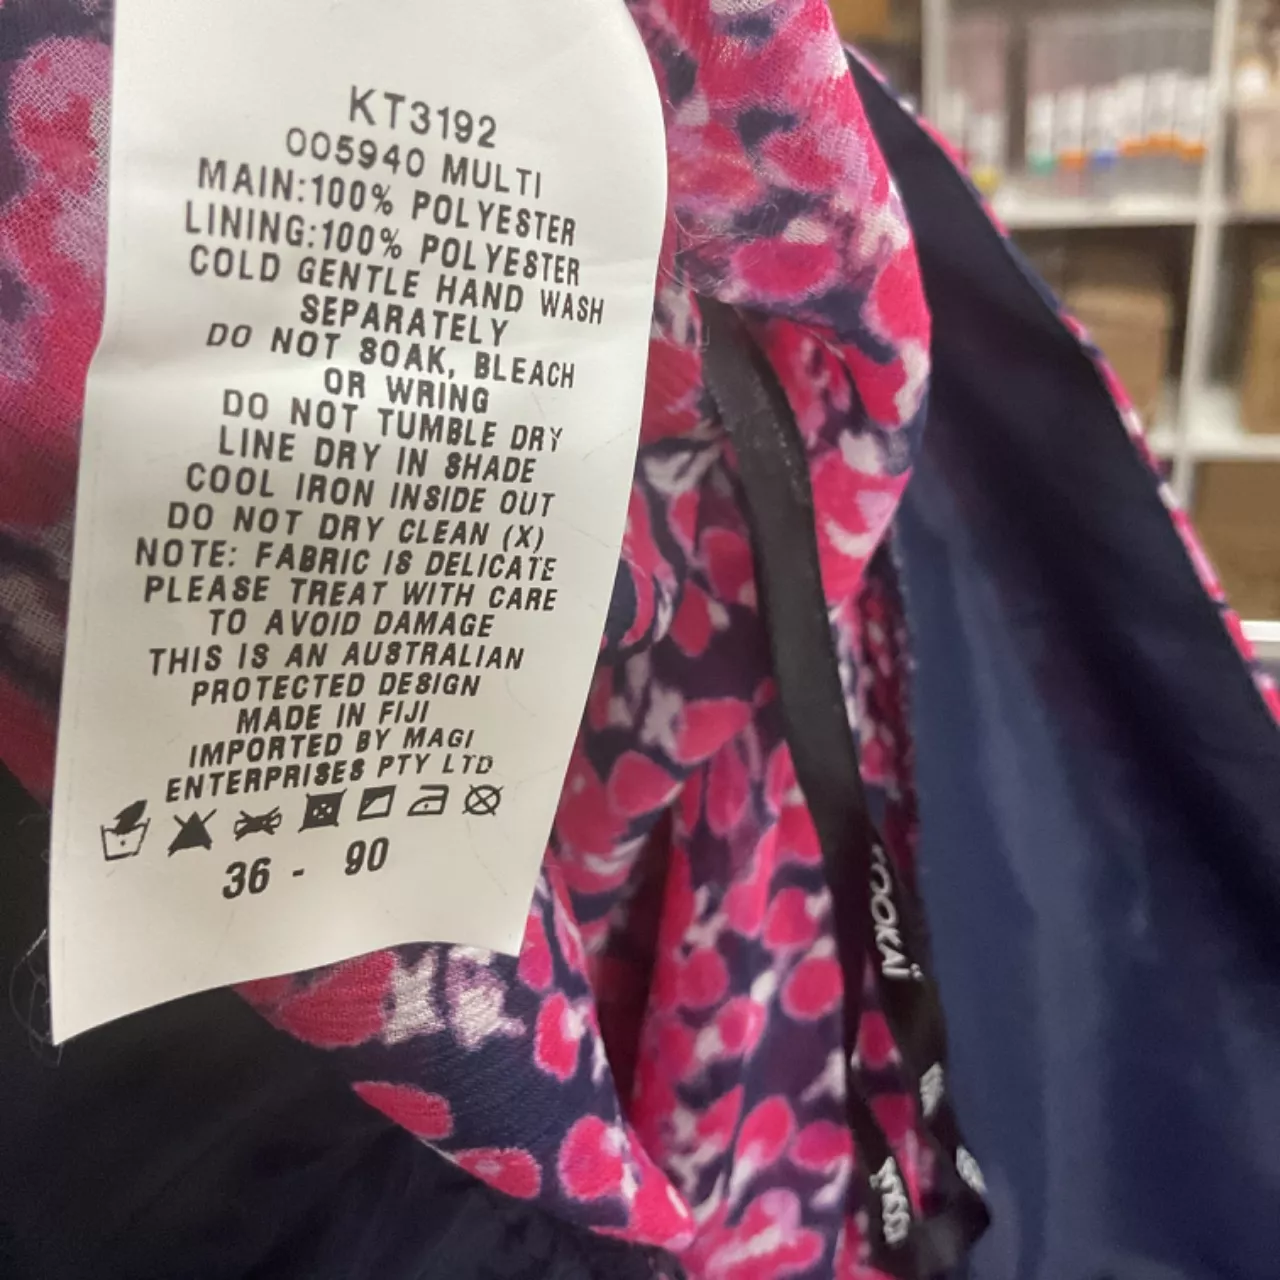 KT3192
005940 MULTI
MAIN:100% POLYESTER
LINING:100% POLYESTER
COLD GENTLE HAND WASH
SEPARATELY
DO NOT SOAK, BLEACH
OR WRING
DO NOT TUMBLE DRY
LINE DRY IN SHADE
COOL IRON INSIDE OUT
DO NOT DRY CLEAN (X)
NOTE: FABRIC IS DELICATE
PLEASE TREAT WITH CARE
TO AVOID DAMAGE
THIS IS AN AUSTRALIAN
PROTECTED DESIGN
MADE IN FIJI
IMPORTED BY MAGI
ENTERPRISES PTY LTD
36 - 90
KOOKAÏ